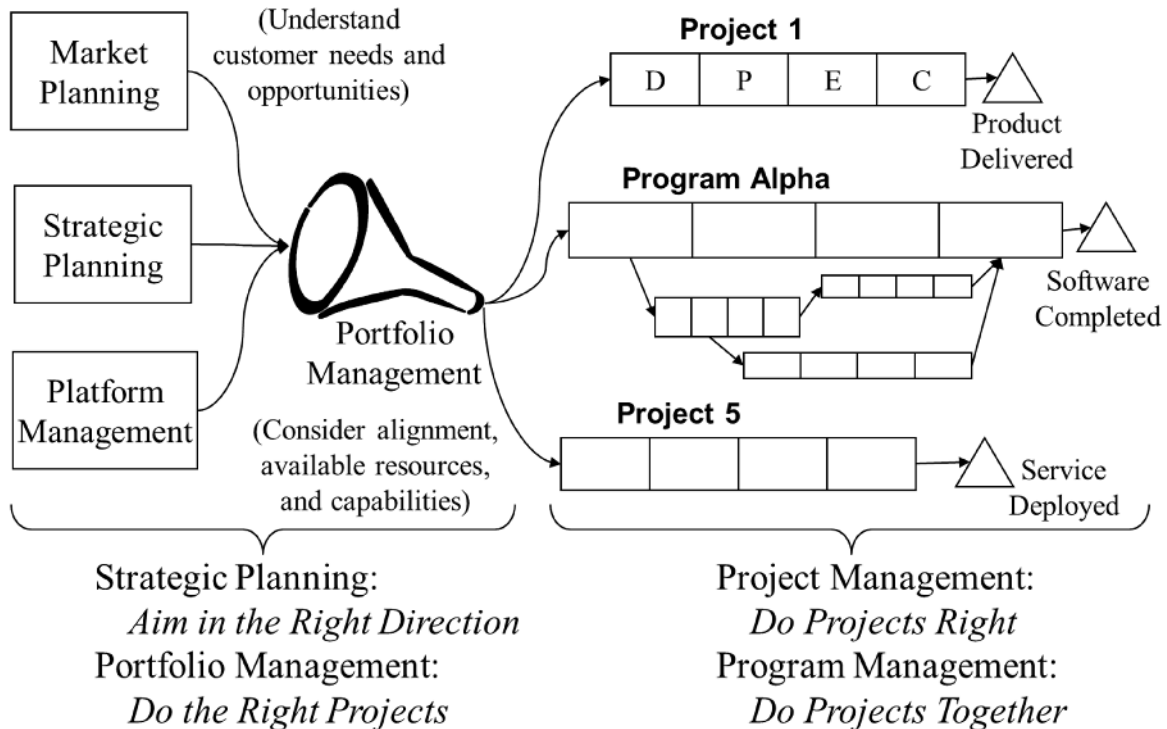 Market
Planning
(Understand
customer needs and
opportunities)
Strategic
Planning
Platform
Management
Portfolio
Management
(Consider alignment,
available resources,
and capabilities)
Project 1
D P E C
Product
Delivered
Program Alpha
Software
Completed
Project 5
Service
Deployed
Strategic Planning:
Aim in the Right Direction
Portfolio Management:
Do the Right Projects
Project Management:
Do Projects Right
Program Management:
Do Projects Together